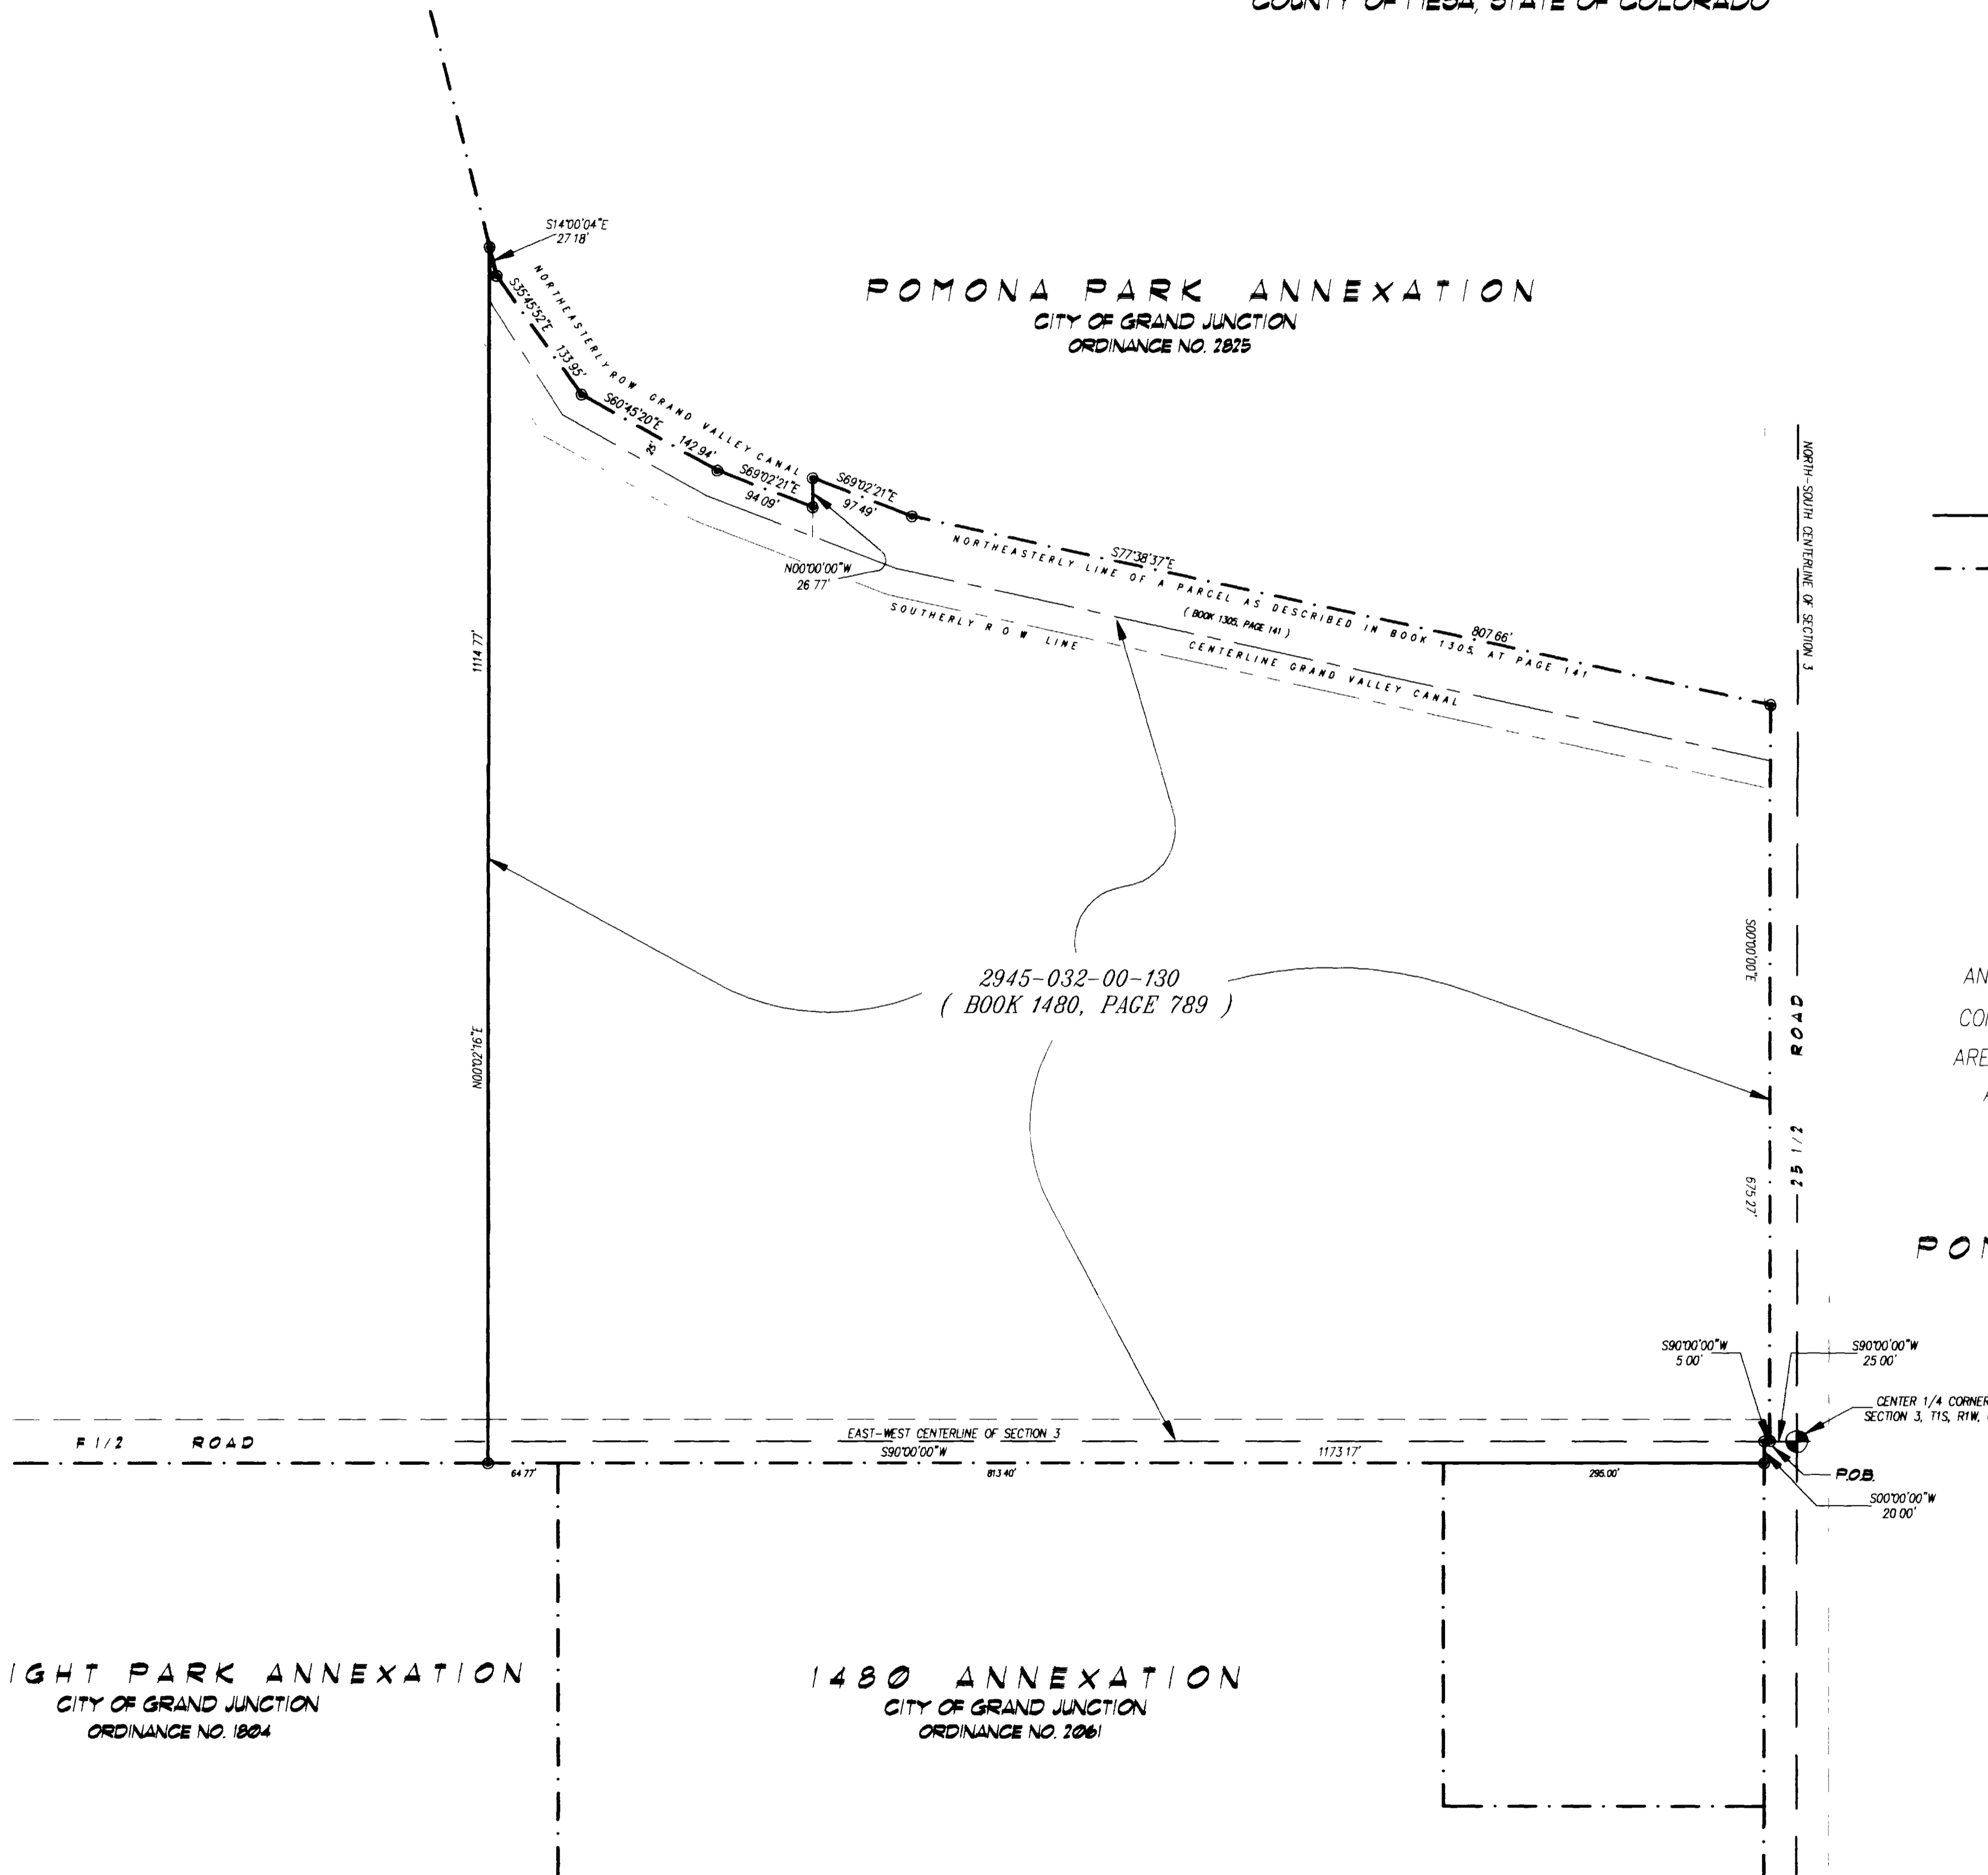 COUNTY OF MESA, STATE OF COLORADO
S14°00'04"E
27.18'
NORTHEASTERLY ROW GRAND VALLEY CANAL
S35°45'52"E 133.95'
S60°45'20"E 142.94'
25'
S69°02'21"E
94.09'
S69°02'21"E
97.49'
N00°00'00"W
26.77'
POMONA PARK ANNEXATION
CITY OF GRAND JUNCTION
ORDINANCE NO. 2825
S77°38'37"E 807.66'
NORTHEASTERLY LINE OF A PARCEL AS DESCRIBED IN BOOK 1305, AT PAGE 141
( BOOK 1305, PAGE 141 )
CENTERLINE GRAND VALLEY CANAL
SOUTHERLY R O W LINE
NORTH-SOUTH CENTERLINE OF SECTION 3
1114.77'
N00°02'16"E
2945-032-00-130
( BOOK 1480, PAGE 789 )
S00°00'00"E
675.27'
25 1/2 ROAD
AN
CO
ARE
A
PO
S90°00'00"W
5.00'
S90°00'00"W
25.00'
CENTER 1/4 CORNER
SECTION 3, T1S, R1W,
P.O.B.
S00°00'00"W
20.00'
F 1/2 ROAD
EAST-WEST CENTERLINE OF SECTION 3
S90°00'00"W 1173.17'
64.77' 813.40' 295.00'
IGHT PARK ANNEXATION
CITY OF GRAND JUNCTION
ORDINANCE NO. 1804
1480 ANNEXATION
CITY OF GRAND JUNCTION
ORDINANCE NO. 2061